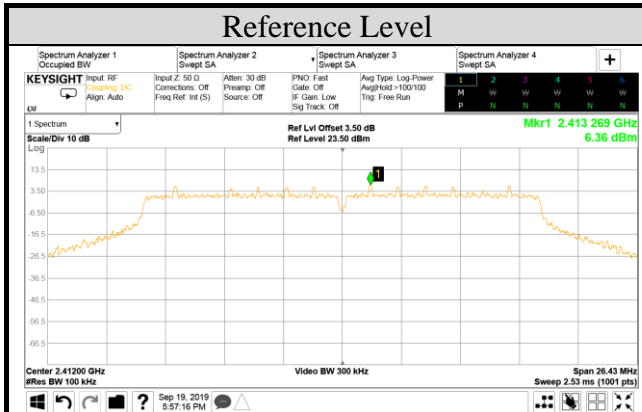 Reference Level
Spectrum Analyzer 1
Occupied BW
Spectrum Analyzer 2
Swept SA
Spectrum Analyzer 3
Swept SA
Spectrum Analyzer 4
Swept SA
+
KEYSIGHT
Input: RF
Coupling: DC
Align: Auto
Input Z: 50 Ω
Corrections: Off
Freq Ref: Int (S)
Atten: 30 dB
Preamp: Off
Source: Off
PNO: Fast
Gate: Off
IF Gain: Low
Sig Track: Off
Avg Type: Log-Power
Avg|Hold:>100/100
Trig: Free Run
1 2 3 4 5 6
M W W W W W
P N N N N N
LXI
1 Spectrum
Scale/Div 10 dB
Ref Lvl Offset 3.50 dB
Ref Level 23.50 dBm
Mkr1 2.413 269 GHz
6.36 dBm
Log
1
13.5
3.50
-6.50
-16.5
-26.5
-36.5
-46.5
-56.5
-66.5
Center 2.41200 GHz
#Res BW 100 kHz
Video BW 300 kHz
Span 26.43 MHz
Sweep 2.53 ms (1001 pts)
?
Sep 19, 2019
5:57:16 PM